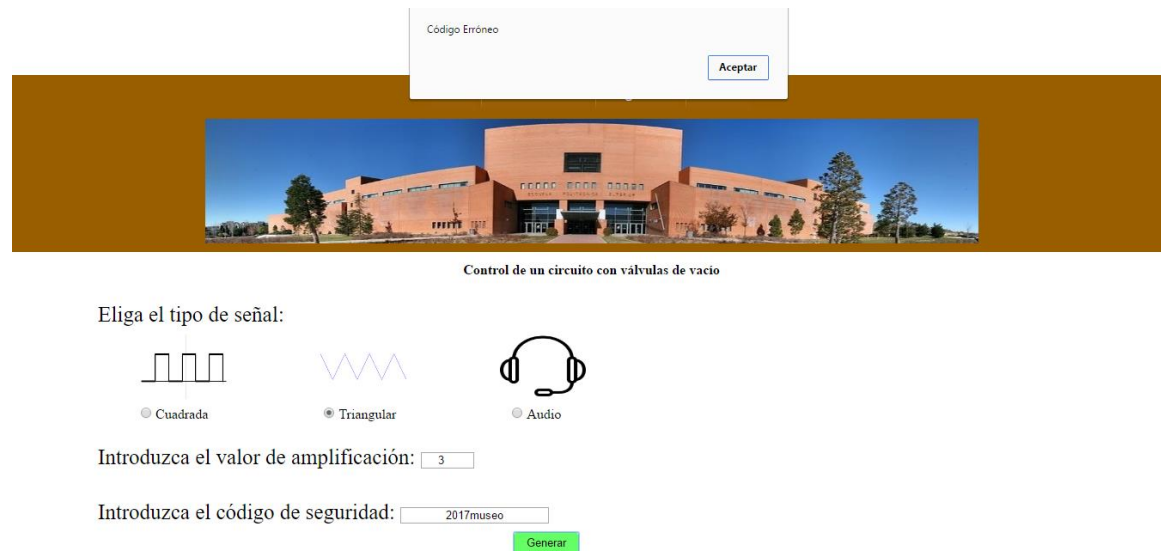 Código Erróneo
Aceptar
Control de un circuito con válvulas de vacío
Eliga el tipo de señal:
Cuadrada Triangular Audio
Introduzca el valor de amplificación: 3
Introduzca el código de seguridad: 2017museo
Generar